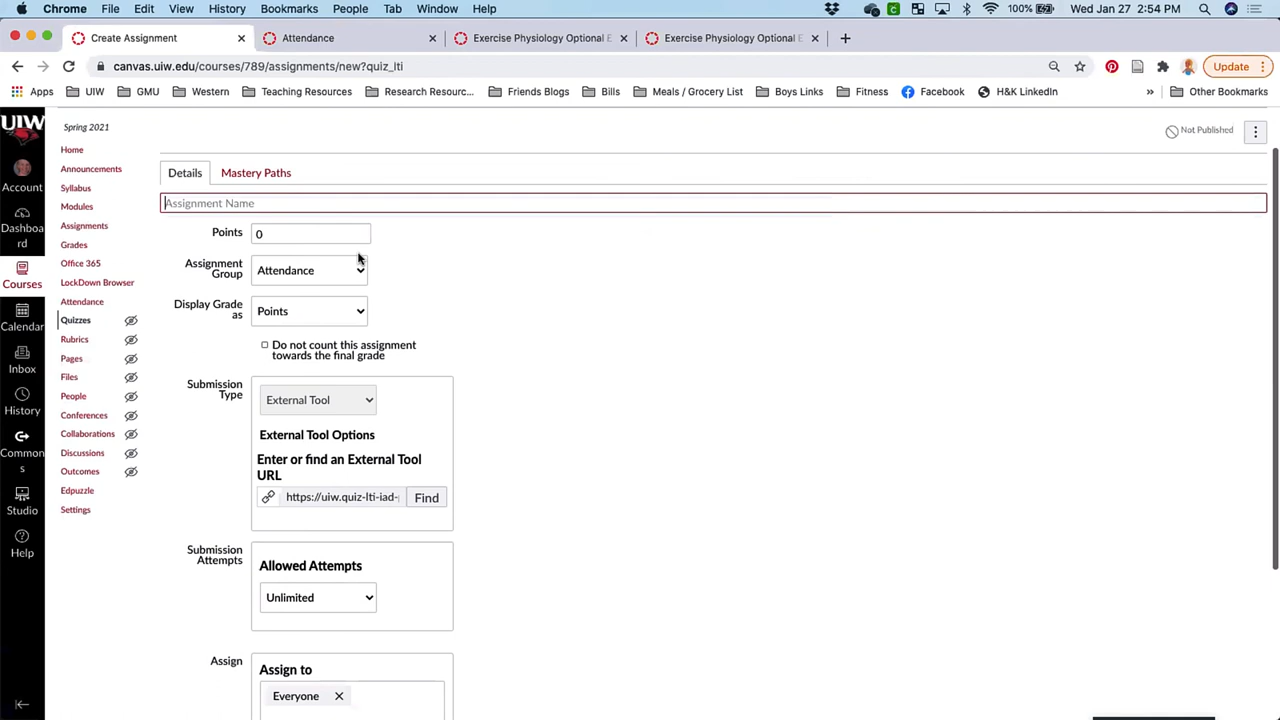 Chrome File Edit View History Bookmarks People Tab Window Help 100% Wed Jan 27 2:54 PM
Create Assignment Attendance Exercise Physiology Optional E Exercise Physiology Optional E
canvas.uiw.edu/courses/789/assignments/new?quiz_lti Update
Apps UIW GMU Western Teaching Resources Research Resourc... Friends Blogs Bills Meals / Grocery List Boys Links Fitness Facebook H&K LinkedIn » Other Bookmarks
UIW
Account
Dashboa
rd
Courses
Calendar
Inbox
History
Common
s
Studio
Help
Spring 2021
Home
Announcements
Syllabus
Modules
Assignments
Grades
Office 365
LockDown Browser
Attendance
Quizzes
Rubrics
Pages
Files
People
Conferences
Collaborations
Discussions
Outcomes
Edpuzzle
Settings
Not Published
Details Mastery Paths
Assignment Name
Points 0
Assignment
Group
Attendance
Display Grade
as
Points
Do not count this assignment
towards the final grade
Submission
Type
External Tool
External Tool Options
Enter or find an External Tool
URL
https://uiw.quiz-lti-iad- Find
Submission
Attempts
Allowed Attempts
Unlimited
Assign
Assign to
Everyone